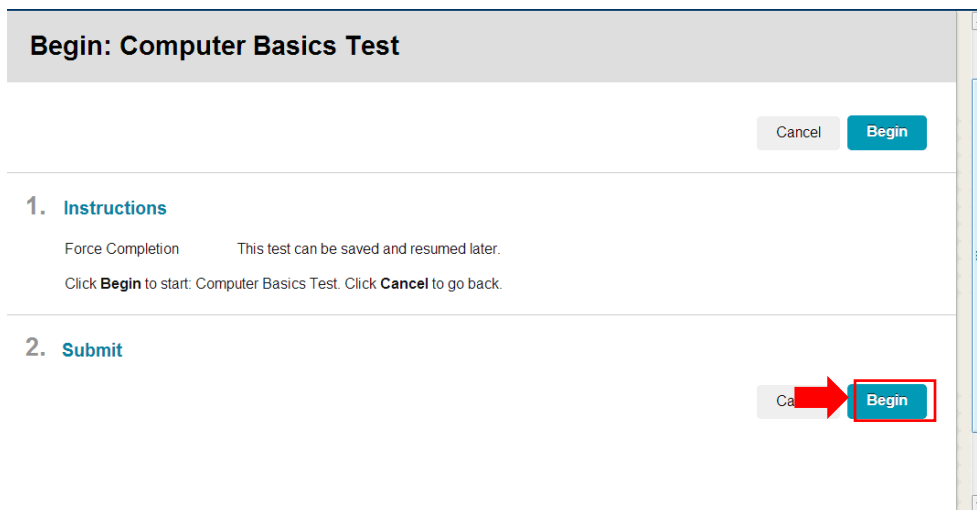 Begin: Computer Basics Test
Cancel Begin
1. Instructions
Force Completion This test can be saved and resumed later.
Click Begin to start: Computer Basics Test. Click Cancel to go back.
2. Submit
Begin